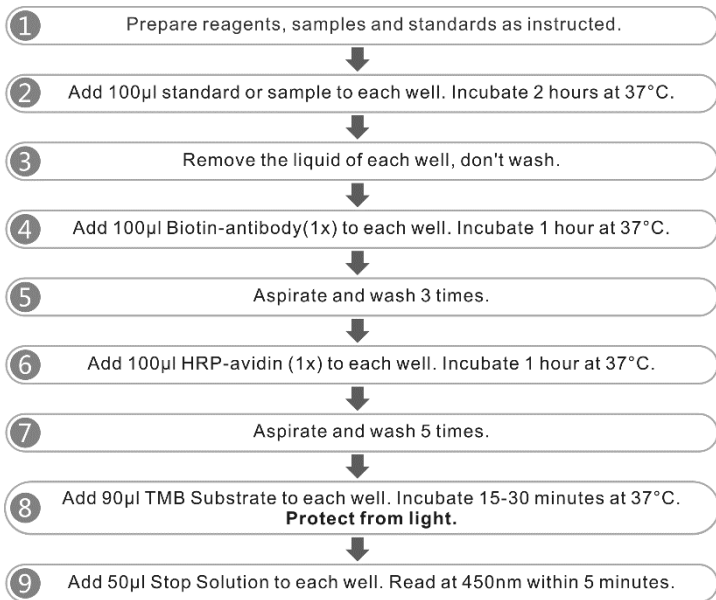 1 Prepare reagents, samples and standards as instructed.
2 Add 100μl standard or sample to each well. Incubate 2 hours at 37°C.
3 Remove the liquid of each well, don't wash.
4 Add 100μl Biotin-antibody(1x) to each well. Incubate 1 hour at 37°C.
5 Aspirate and wash 3 times.
6 Add 100μl HRP-avidin (1x) to each well. Incubate 1 hour at 37°C.
7 Aspirate and wash 5 times.
8 Add 90μl TMB Substrate to each well. Incubate 15-30 minutes at 37°C.
Protect from light.
9 Add 50μl Stop Solution to each well. Read at 450nm within 5 minutes.